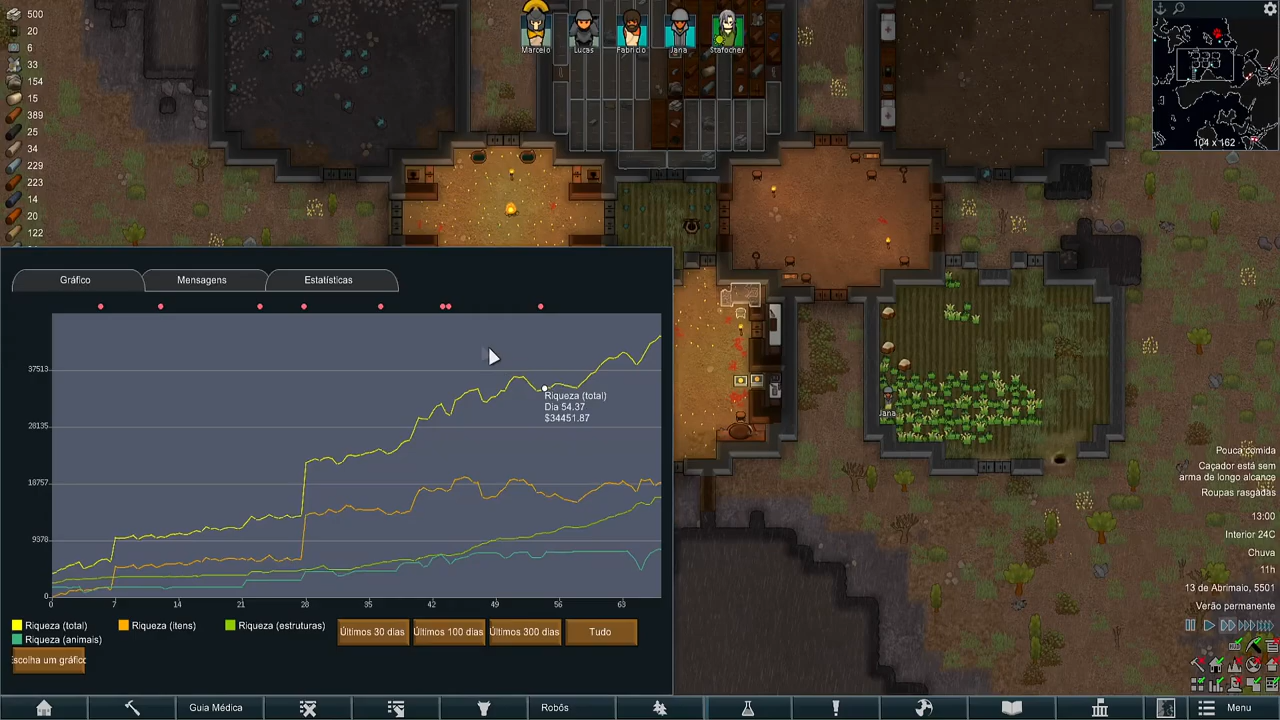 500
20
6
33
154
15
389
25
34
229
223
14
20
122
Marcelo
Lucas
Fabricio
Jana
Stafocher
104 x 162
Gráfico
Mensagens
Estatísticas
37513
28135
18757
9378
0
0
7
14
21
28
35
42
49
56
63
Riqueza (total)
Dia 54.37
$34451.87
Riqueza (total)
Riqueza (itens)
Riqueza (estruturas)
Riqueza (animais)
Últimos 30 dias
Últimos 100 dias
Últimos 300 dias
Tudo
Escolha um gráfico
Jana
Pouca comida
Caçador está sem
arma de longo alcance
Roupas rasgadas
13:00
Interior 24C
Chuva
11h
13 de Abrimaio, 5501
Verão permanente
Guia Médica
Robôs
Menu